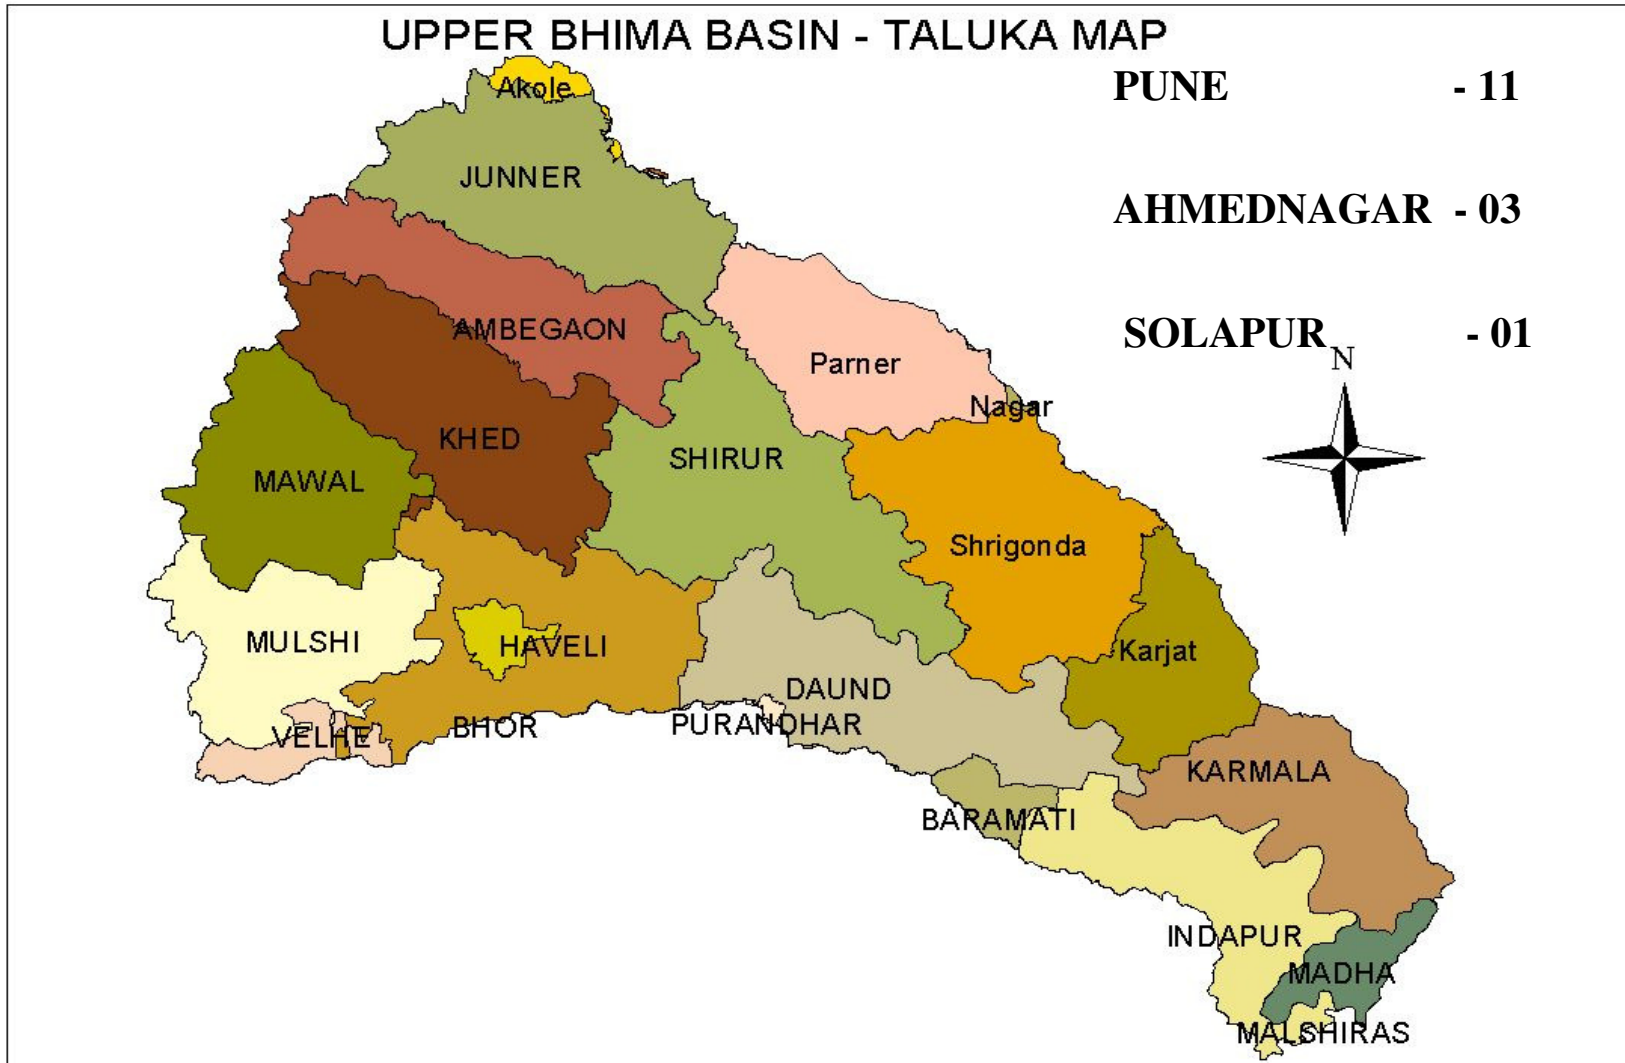 UPPER BHIMA BASIN - TALUKA MAP
PUNE - 11
AHMEDNAGAR - 03
SOLAPUR - 01
N
Akole
JUNNER
AMBEGAON
Parner
Nagar
KHED
SHIRUR
MAWAL
Shrigonda
MULSHI
HAVELI
Karjat
DAUND
VELHE
BHOR
PURANDHAR
KARMALA
BARAMATI
INDAPUR
MADHA
MALSHIRAS